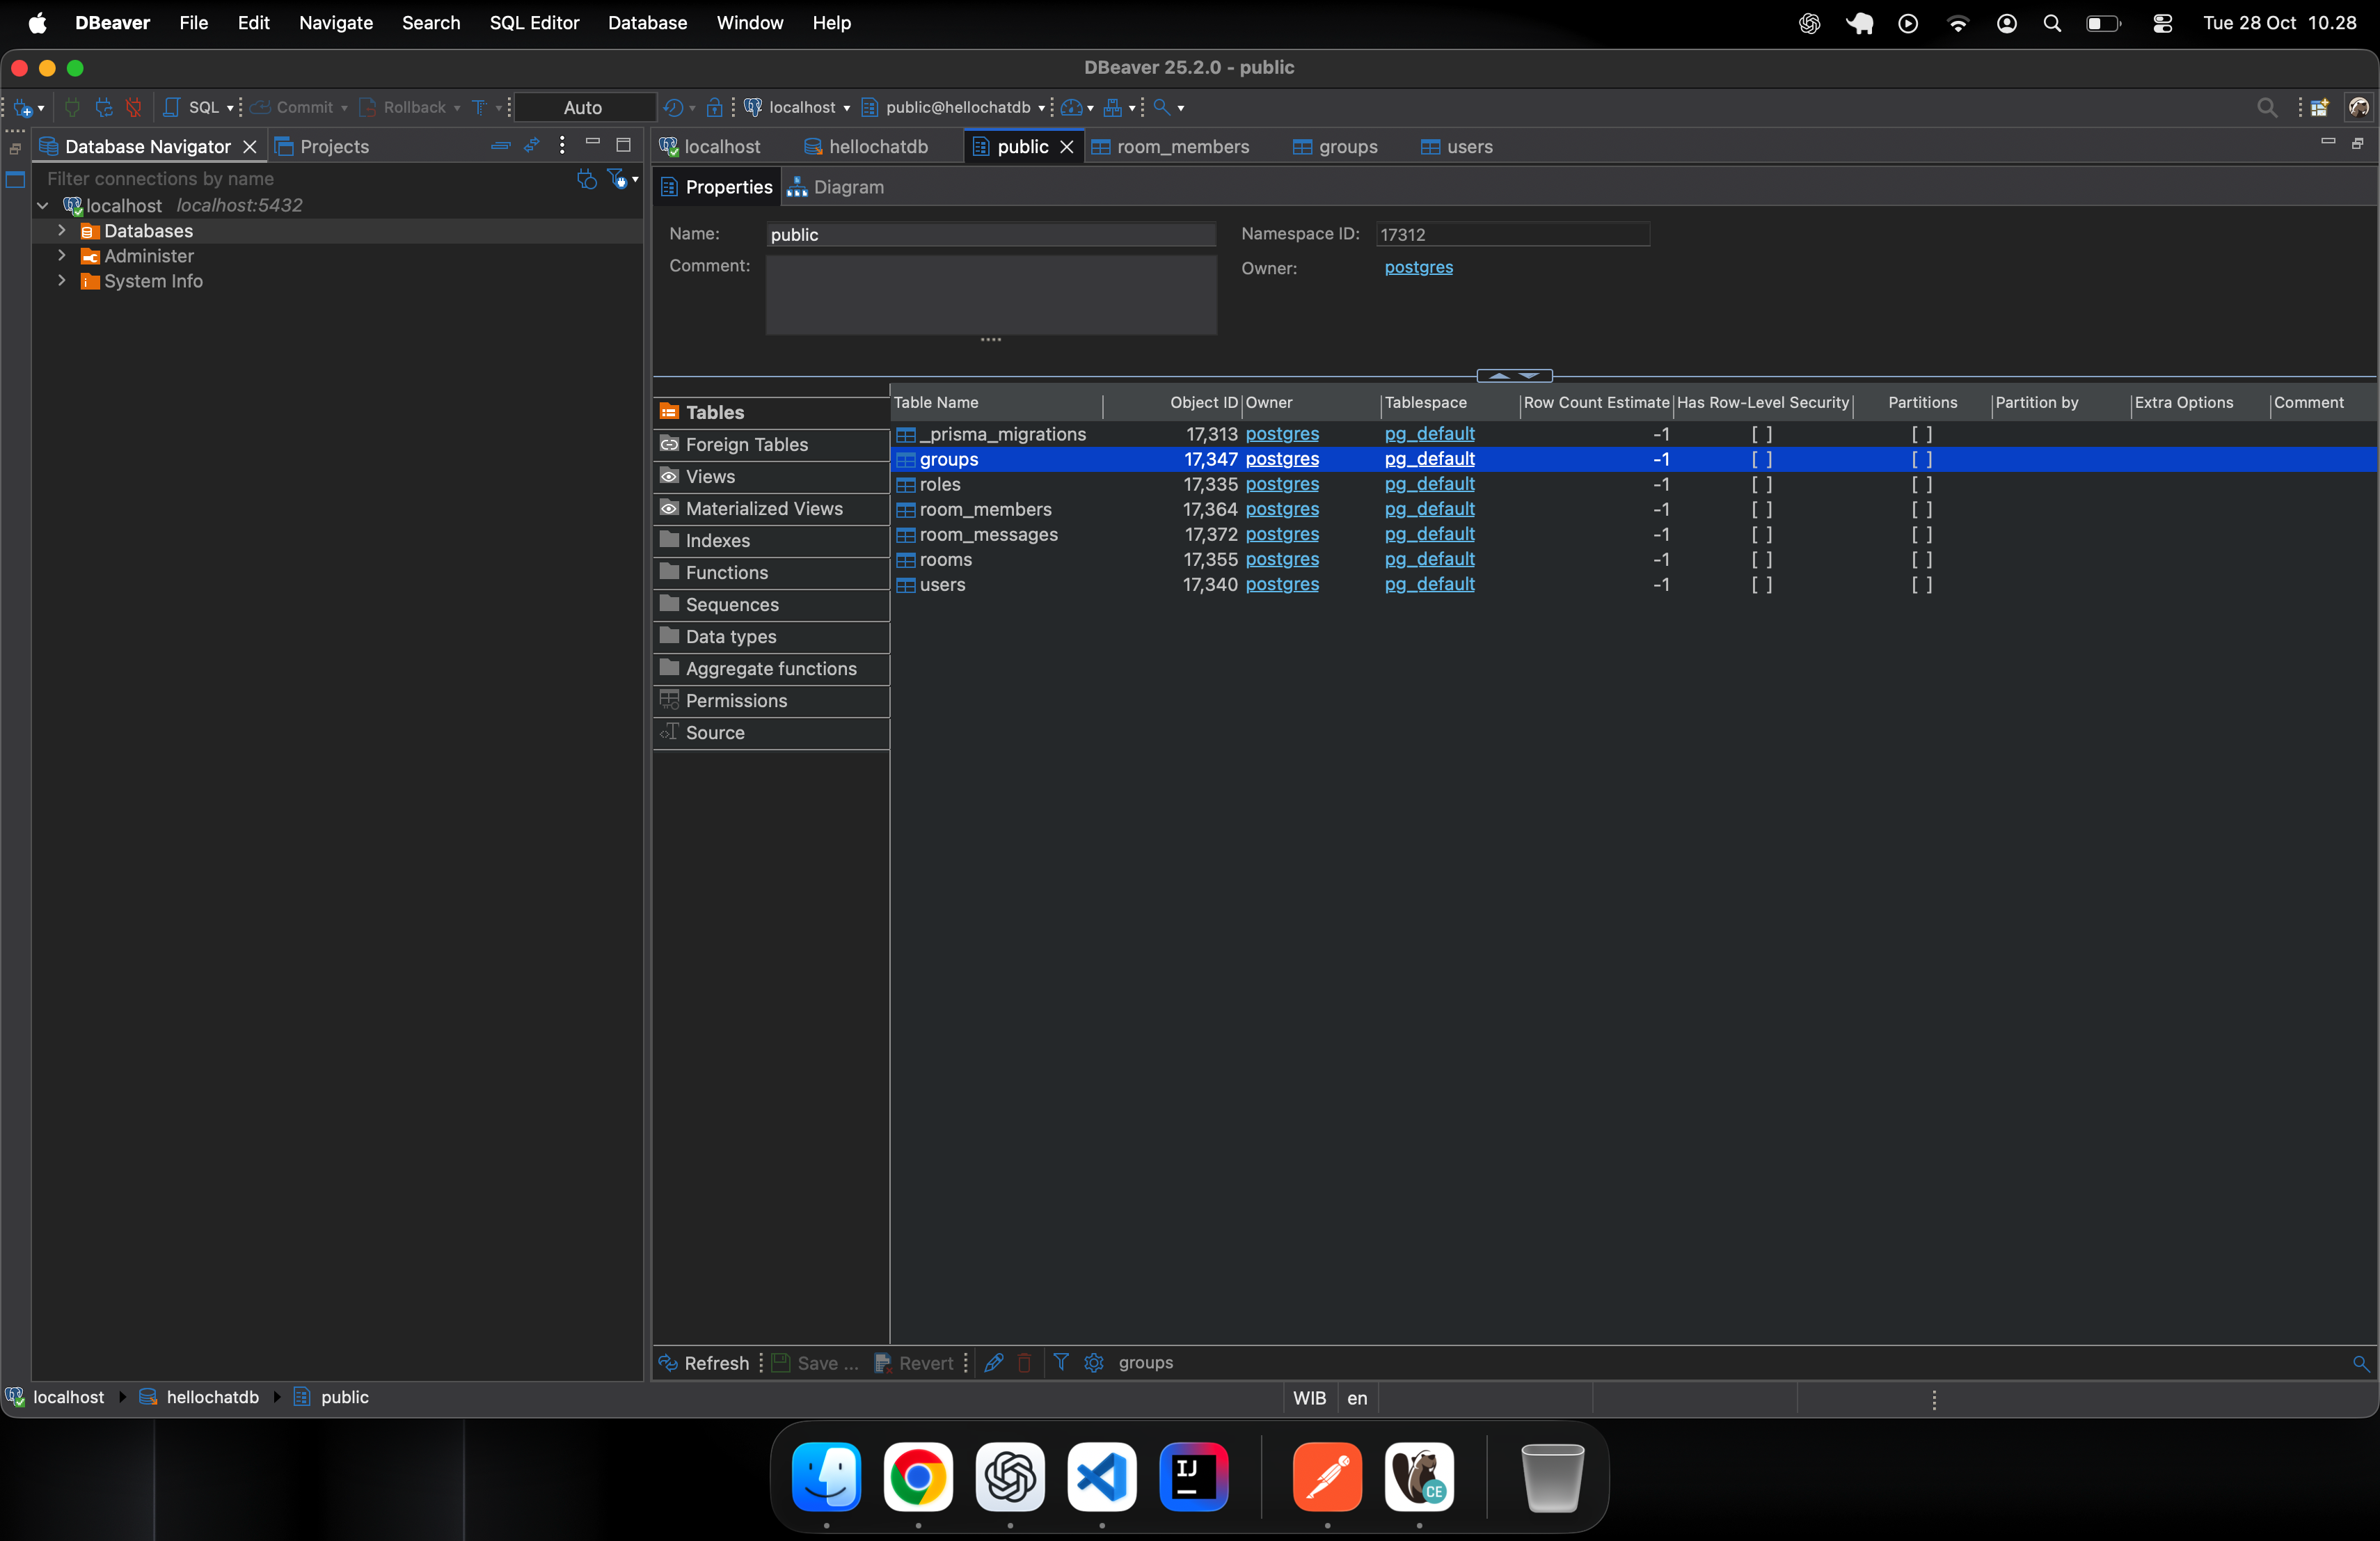 DBeaver File Edit Navigate Search SQL Editor Database Window Help Tue 28 Oct 10.28
DBeaver 25.2.0 - public
SQL Commit Rollback Auto localhost public@hellochatdb
Database Navigator Projects
localhost hellochatdb public room_members groups users
Filter connections by name
Properties Diagram
localhost localhost:5432
Databases
Administer
System Info
Name: public Namespace ID: 17312
Comment: Owner: postgres
Tables
Foreign Tables
Views
Materialized Views
Indexes
Functions
Sequences
Data types
Aggregate functions
Permissions
Source
Table Name Object ID Owner Tablespace Row Count Estimate Has Row-Level Security Partitions Partition by Extra Options Comment
_prisma_migrations 17,313 postgres pg_default -1 [ ] [ ]
groups 17,347 postgres pg_default -1 [ ] [ ]
roles 17,335 postgres pg_default -1 [ ] [ ]
room_members 17,364 postgres pg_default -1 [ ] [ ]
room_messages 17,372 postgres pg_default -1 [ ] [ ]
rooms 17,355 postgres pg_default -1 [ ] [ ]
users 17,340 postgres pg_default -1 [ ] [ ]
Refresh Save ... Revert groups
localhost hellochatdb public WIB en
IJ
CE